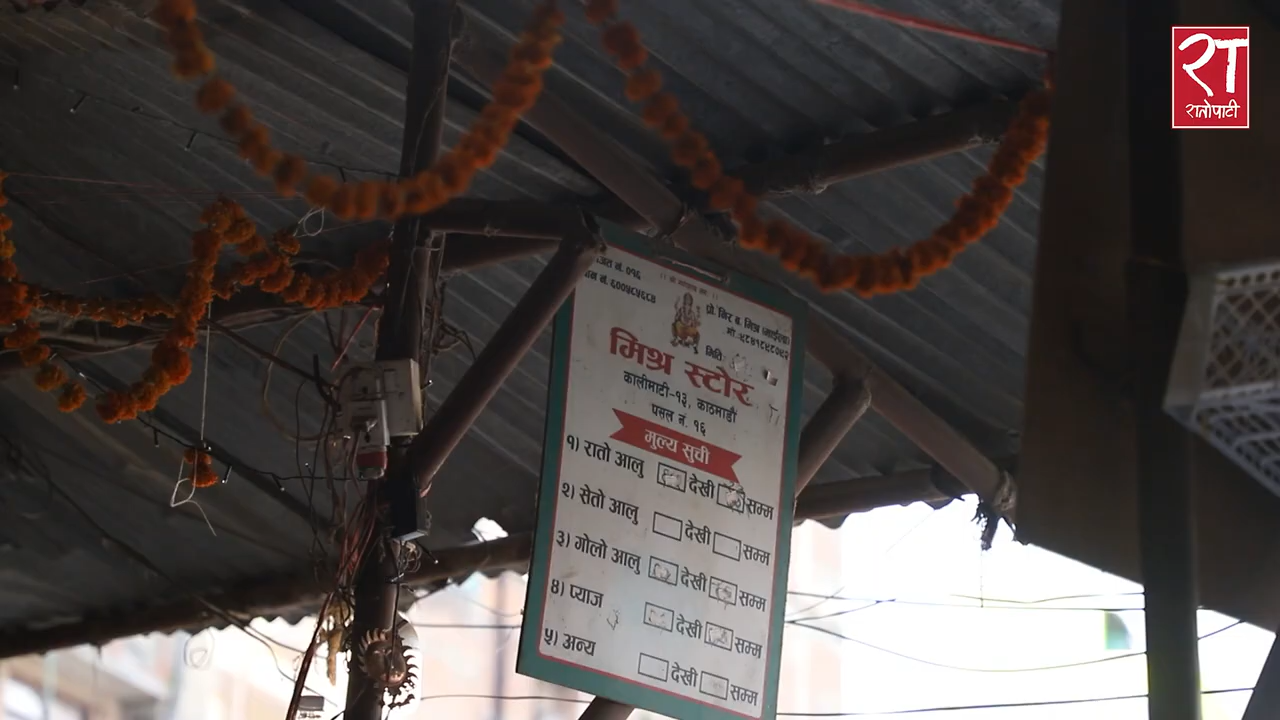 रा
रातोपाटी
मिति:
मिश्र स्टोर
कालीमाटी-१३, काठमाडौं
पसल नं. १६
मुल्य सुची
१) रातो आलु देखी सम्म
२) सेतो आलु देखी सम्म
३) गोलो आलु देखी सम्म
४) प्याज देखी सम्म
५) अन्य देखी सम्म